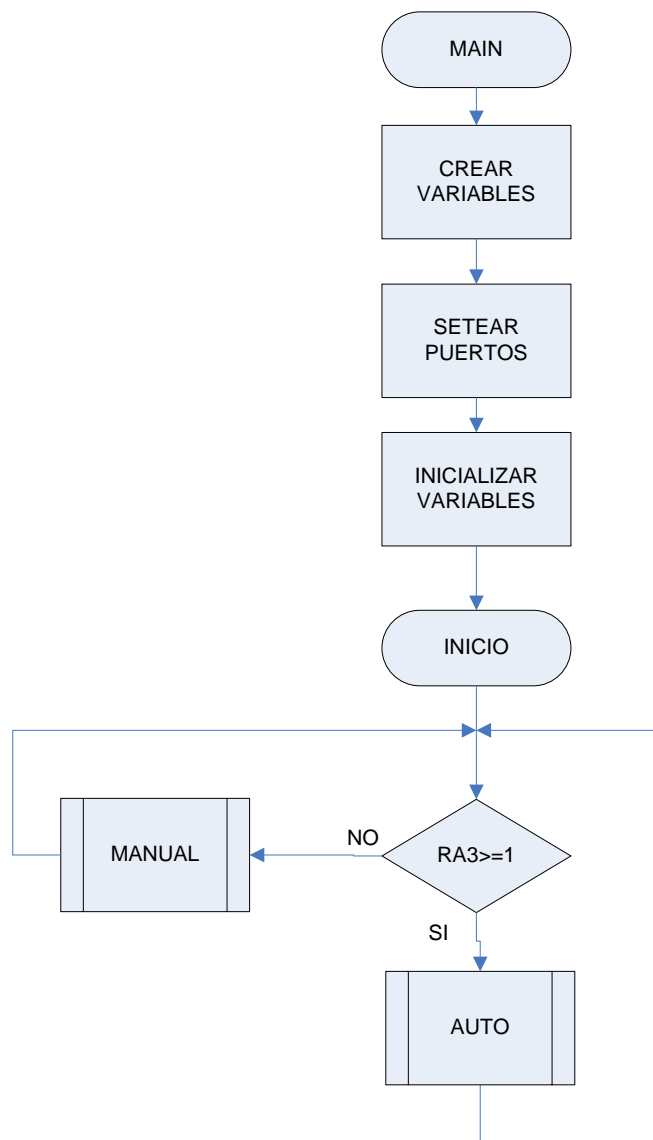 MAIN
CREAR
VARIABLES
SETEAR
PUERTOS
INICIALIZAR
VARIABLES
INICIO
NO
MANUAL
RA3>=1
SI
AUTO